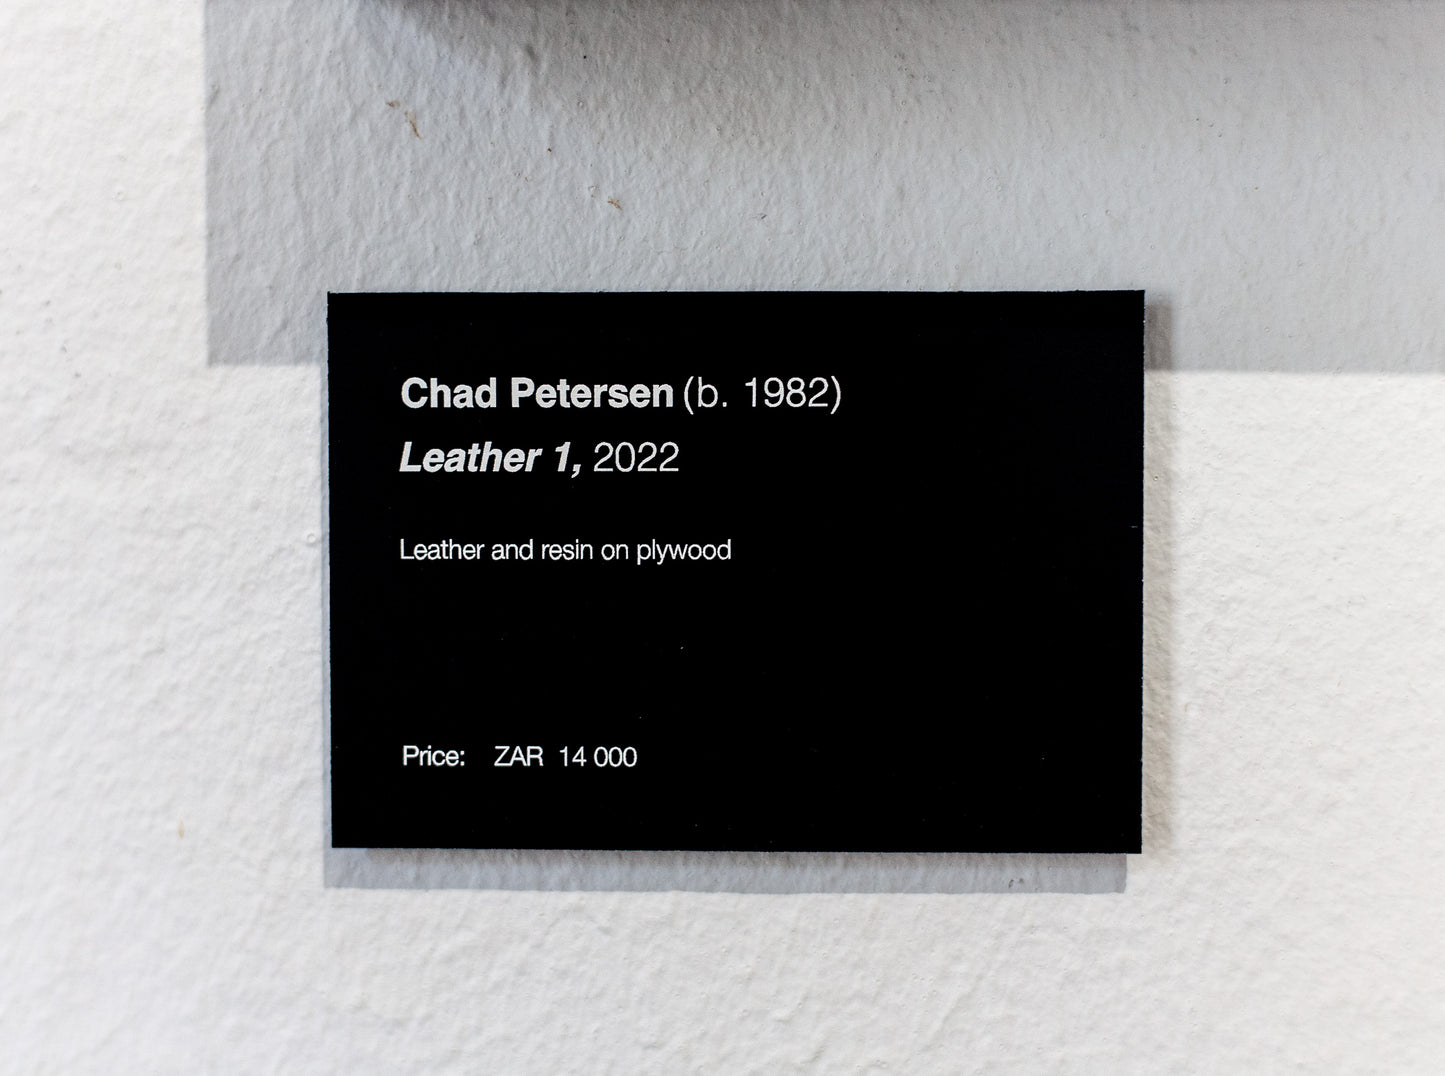 Chad Petersen (b. 1982)
Leather 1, 2022
Leather and resin on plywood
Price: ZAR 14 000